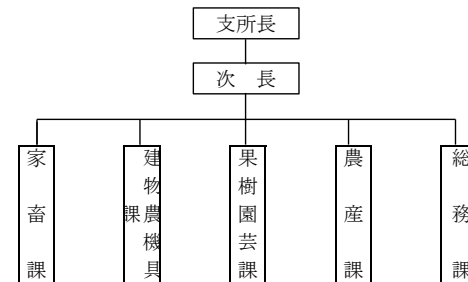 支所長
次　長
家畜課
建物農機具課
果樹園芸課
農産課
総務課